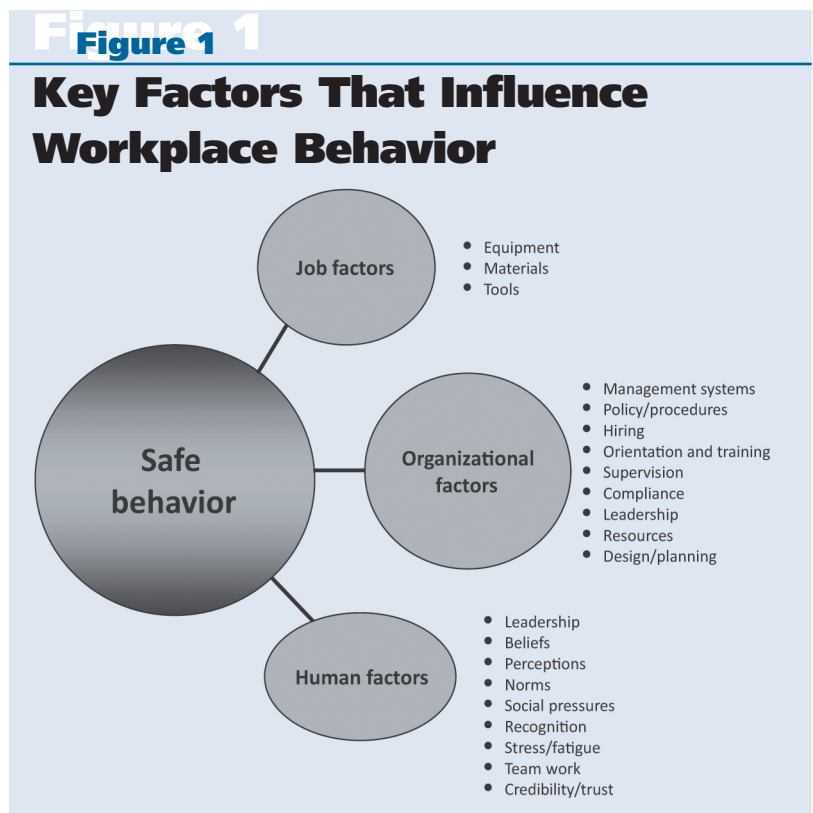 Figure 1
Figure 1
Key Factors That Influence
Workplace Behavior
Job factors
• Equipment
• Materials
• Tools
Safe
behavior
Organizational
factors
• Management systems
• Policy/procedures
• Hiring
• Orientation and training
• Supervision
• Compliance
• Leadership
• Resources
• Design/planning
Human factors
• Leadership
• Beliefs
• Perceptions
• Norms
• Social pressures
• Recognition
• Stress/fatigue
• Team work
• Credibility/trust